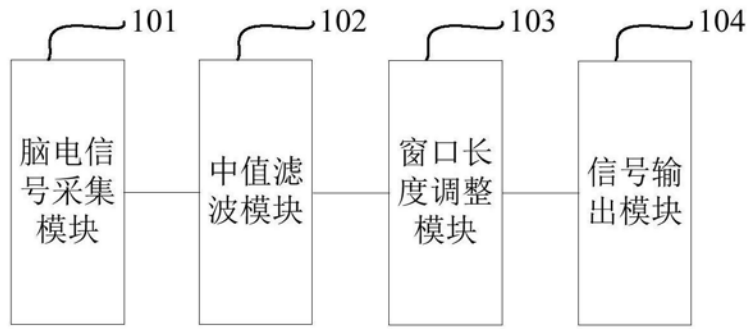 101
102
103
104
脑电信
号采集
模块
中值滤
波模块
窗口长
度调整
模块
信号输
出模块